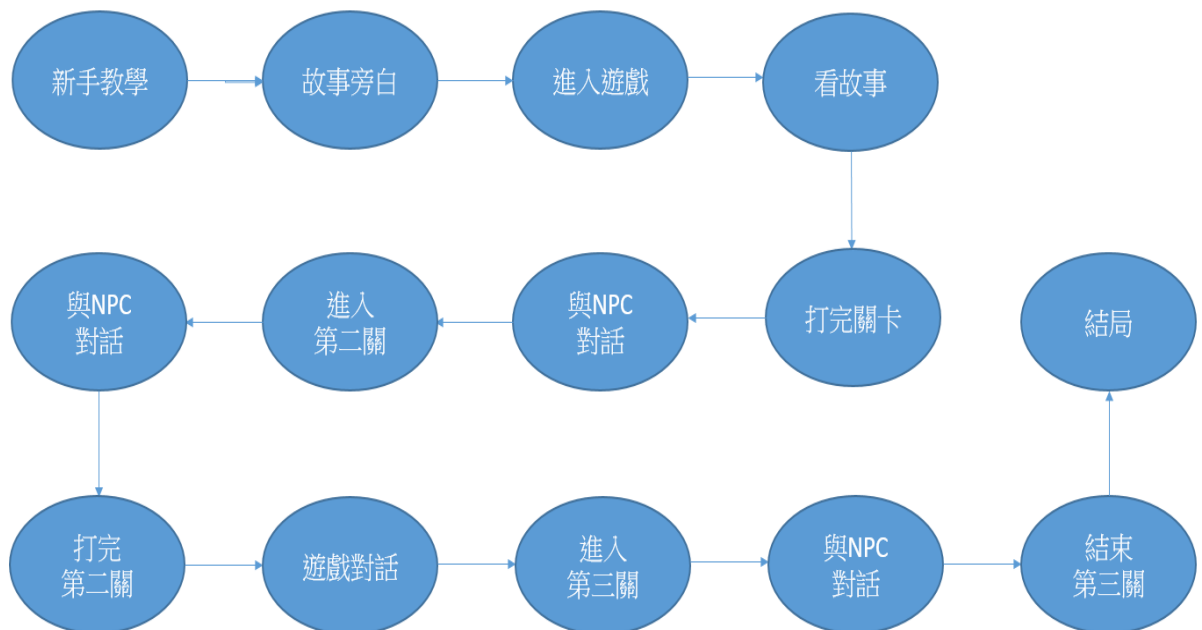 新手教學
故事旁白
進入遊戲
看故事
打完關卡
與NPC
對話
進入
第二關
與NPC
對話
打完
第二關
遊戲對話
進入
第三關
與NPC
對話
結束
第三關
結局